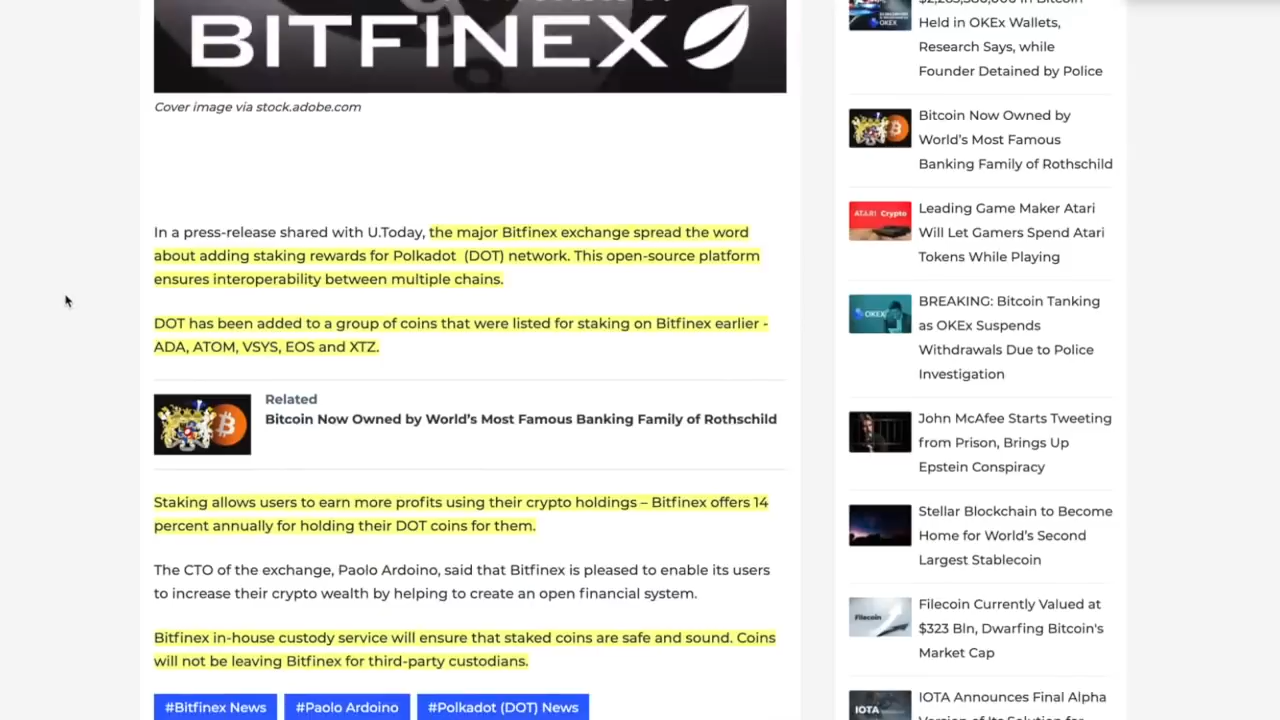 BITFINEX
Cover image via stock.adobe.com
In a press-release shared with U.Today, the major Bitfinex exchange spread the word
about adding staking rewards for Polkadot (DOT) network. This open-source platform
ensures interoperability between multiple chains.
DOT has been added to a group of coins that were listed for staking on Bitfinex earlier -
ADA, ATOM, VSYS, EOS and XTZ.
Related
Bitcoin Now Owned by World's Most Famous Banking Family of Rothschild
Staking allows users to earn more profits using their crypto holdings – Bitfinex offers 14
percent annually for holding their DOT coins for them.
The CTO of the exchange, Paolo Ardoino, said that Bitfinex is pleased to enable its users
to increase their crypto wealth by helping to create an open financial system.
Bitfinex in-house custody service will ensure that staked coins are safe and sound. Coins
will not be leaving Bitfinex for third-party custodians.
#Bitfinex News #Paolo Ardoino #Polkadot (DOT) News
in Bitcoin
Held in OKEx Wallets,
Research Says, while
Founder Detained by Police
Bitcoin Now Owned by
World's Most Famous
Banking Family of Rothschild
ATARI Crypto
Leading Game Maker Atari
Will Let Gamers Spend Atari
Tokens While Playing
OKEX
BREAKING: Bitcoin Tanking
as OKEx Suspends
Withdrawals Due to Police
Investigation
John McAfee Starts Tweeting
from Prison, Brings Up
Epstein Conspiracy
Stellar Blockchain to Become
Home for World's Second
Largest Stablecoin
Filecoin
Filecoin Currently Valued at
$323 Bln, Dwarfing Bitcoin's
Market Cap
IOTA
IOTA Announces Final Alpha
Version of Its Solution for